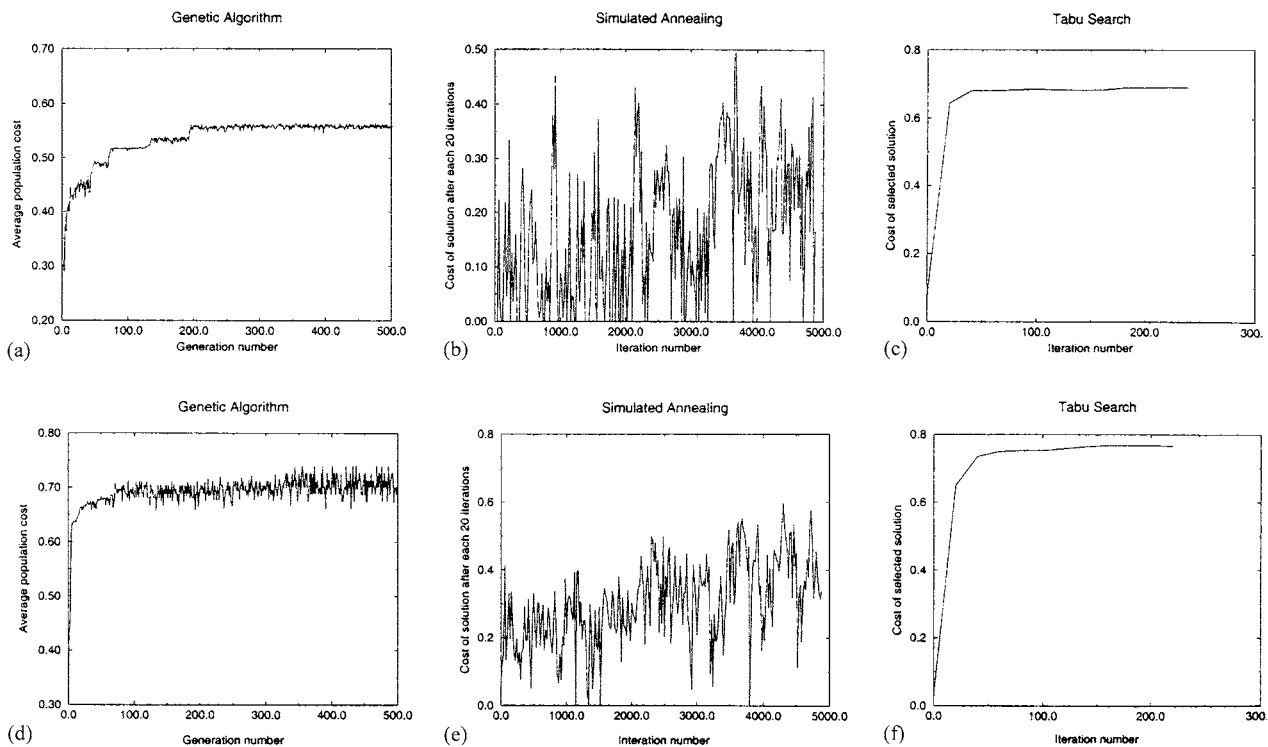 Genetic Algorithm
0.70
0.60
0.50
0.40
0.30
0.20
Average population cost
0.0
100.0
200.0
300.0
400.0
500.0
Generation number
(a)
Simulated Annealing
0.50
0.40
0.30
0.20
0.10
0.00
Cost of solution after each 20 iterations
0.0
1000.0
2000.0
3000.0
4000.0
5000.0
Iteration number
(b)
Tabu Search
0.8
0.6
0.4
0.2
0.0
Cost of selected solution
0.0
100.0
200.0
300.
Iteration number
(c)
Genetic Algorithm
0.80
0.70
0.60
0.50
0.40
0.30
Average population cost
0.0
100.0
200.0
300.0
400.0
500.0
Generation number
(d)
Simulated Annealing
0.8
0.6
0.4
0.2
0.0
Cost of solution after each 20 iterations
0.0
1000.0
2000.0
3000.0
4000.0
5000.0
Interation number
(e)
Tabu Search
0.8
0.6
0.4
0.2
0.0
Cost of selected solution
0.0
100.0
200.0
300.
Iteration number
(f)